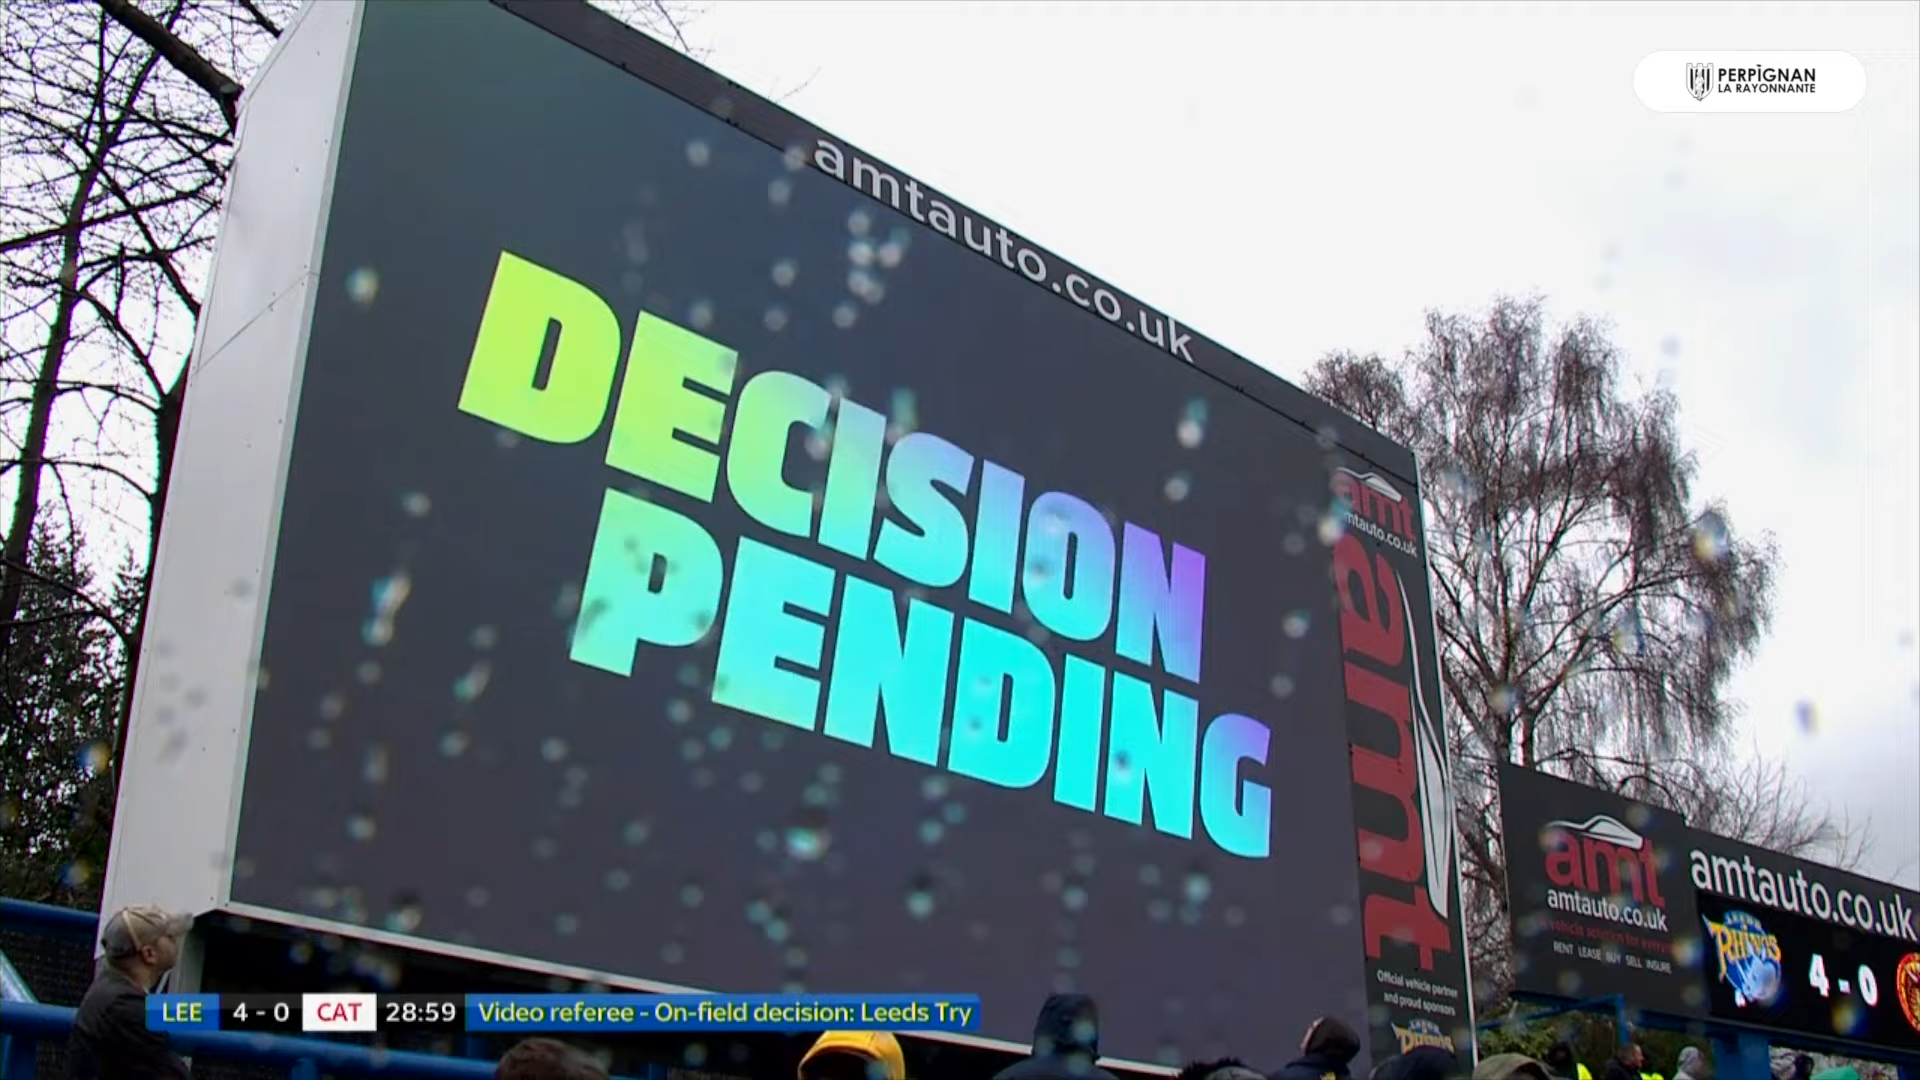 PERPIGNAN
LA RAYONNANTE
amtauto.co.uk
DECISION
PENDING
amt
amtauto.co.uk
amt
Official vehicle partner
and proud sponsors
amt
amtauto.co.uk
RENT LEASE BUY SELL INSURE
amtauto.co.uk
RHINOS
4 - 0
LEE 4 - 0 CAT 28:59 Video referee - On-field decision: Leeds Try